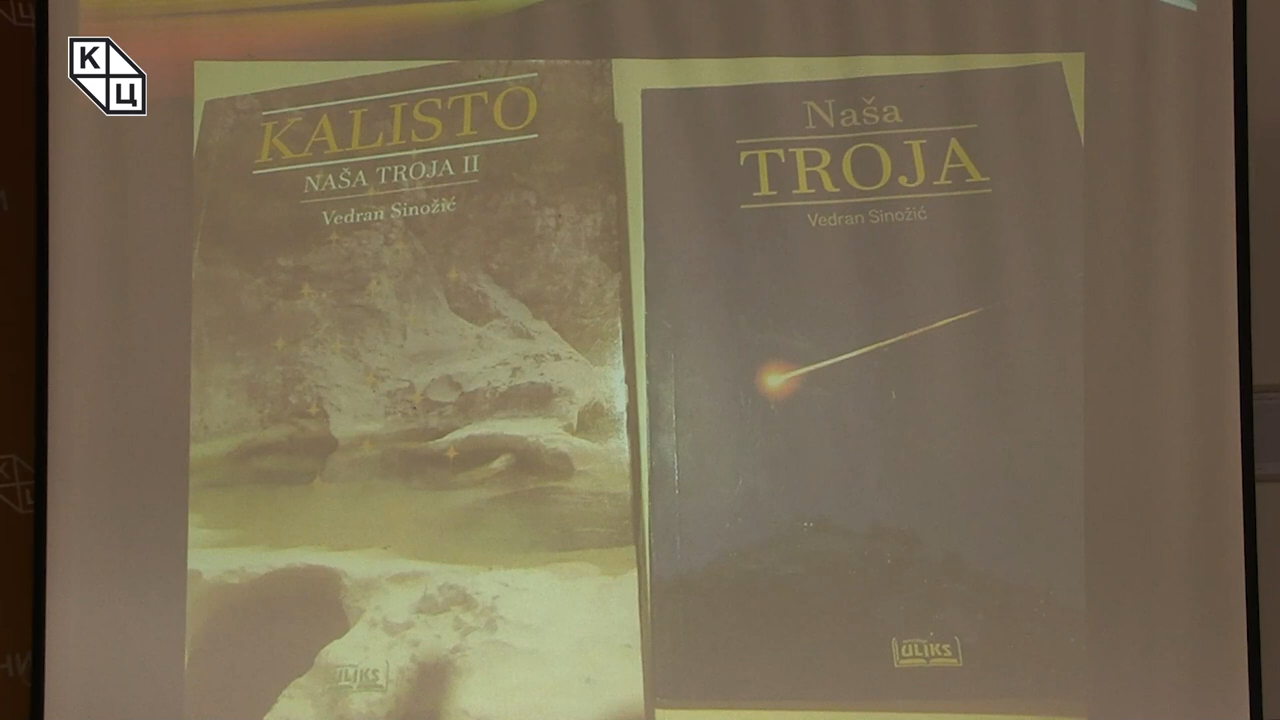 К
Ц
KALISTO
NAŠA TROJA II
Vedran Sinožić
ULIKS
Naša
TROJA
Vedran Sinožić
ULIKS